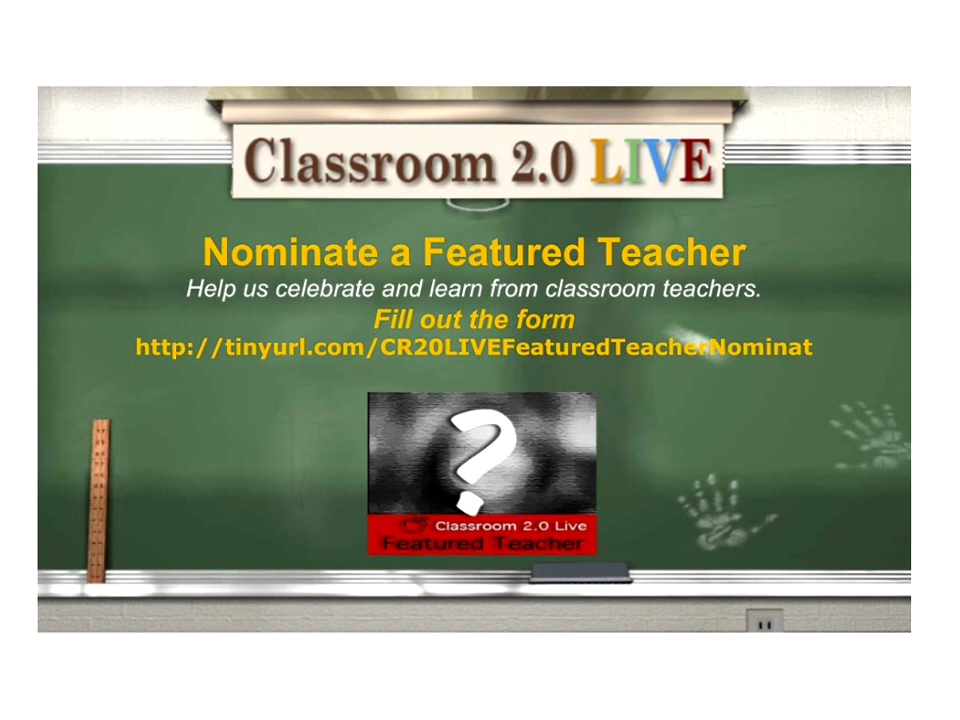 Classroom 2.0 LIVE
Nominate a Featured Teacher
Help us celebrate and learn from classroom teachers.
Fill out the form
http://tinyurl.com/CR20LIVEFeaturedTeacherNominat
?
Classroom 2.0 Live
Featured Teacher